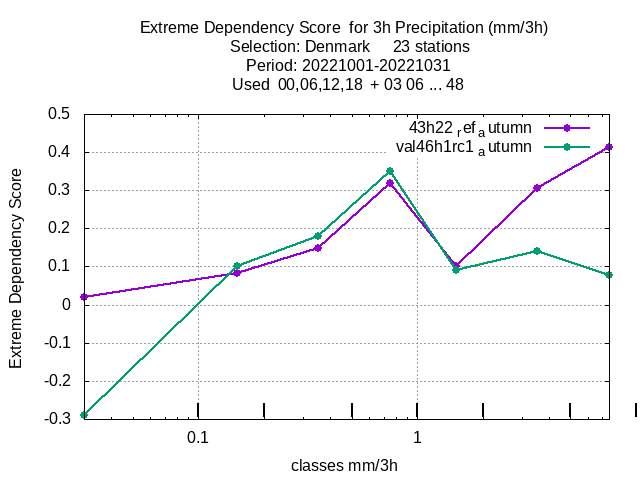 Extreme Dependency Score  for 3h Precipitation (mm/3h)
Selection: Denmark     23 stations
Period: 20221001-20221031
Used  00,06,12,18  + 03 06 ... 48
43h22 ref autumn
val46h1rc1 autumn
0.5
0.4
0.3
0.2
0.1
0
-0.1
-0.2
-0.3
Extreme Dependency Score
0.1 1
classes mm/3h